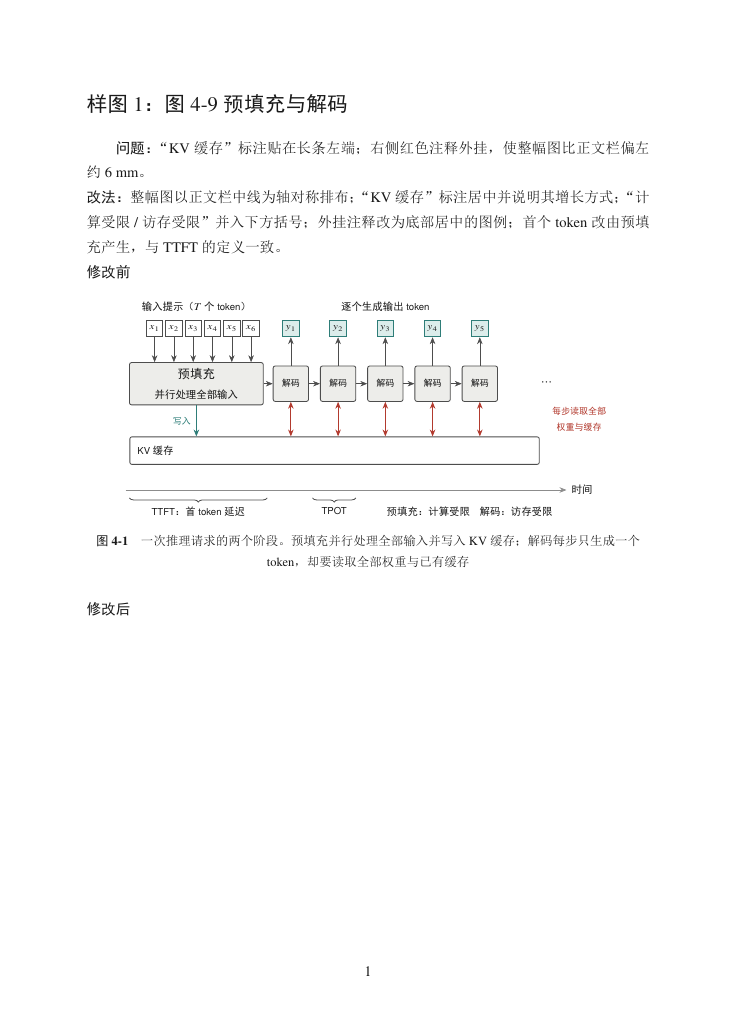 样图 1：图 4-9 预填充与解码
问题：“KV 缓存”标注贴在长条左端；右侧红色注释外挂，使整幅图比正文栏偏左
约 6 mm。
改法：整幅图以正文栏中线为轴对称排布；“KV 缓存”标注居中并说明其增长方式；“计
算受限 / 访存受限”并入下方括号；外挂注释改为底部居中的图例；首个 token 改由预填
充产生，与 TTFT 的定义一致。
修改前
输入提示（T 个 token） 逐个生成输出 token
x1 x2 x3 x4 x5 x6 y1 y2 y3 y4 y5
预填充
并行处理全部输入
解码 解码 解码 解码 解码 …
每步读取全部
权重与缓存
写入
KV 缓存
时间
TTFT：首 token 延迟 TPOT 预填充：计算受限 解码：访存受限
图 4-1 一次推理请求的两个阶段。预填充并行处理全部输入并写入 KV 缓存；解码每步只生成一个
token，却要读取全部权重与已有缓存
修改后
1